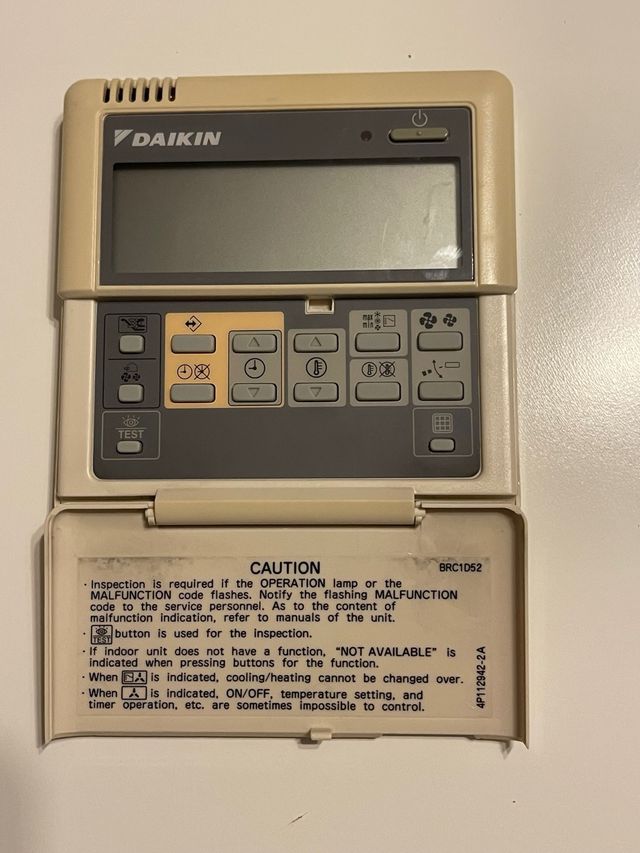 DAIKIN
max
min
TEST
CAUTION
BRC1D52
· Inspection is required if the OPERATION lamp or the
MALFUNCTION code flashes. Notify the flashing MALFUNCTION
code to the service personnel. As to the content of
malfunction indication, refer to manuals of the unit.
· TEST button is used for the inspection.
· If indoor unit does not have a function, "NOT AVAILABLE" is
indicated when pressing buttons for the function.
· When is indicated, cooling/heating cannot be changed over.
· When is indicated, ON/OFF, temperature setting, and
timer operation, etc. are sometimes impossible to control.
4P112942-2A